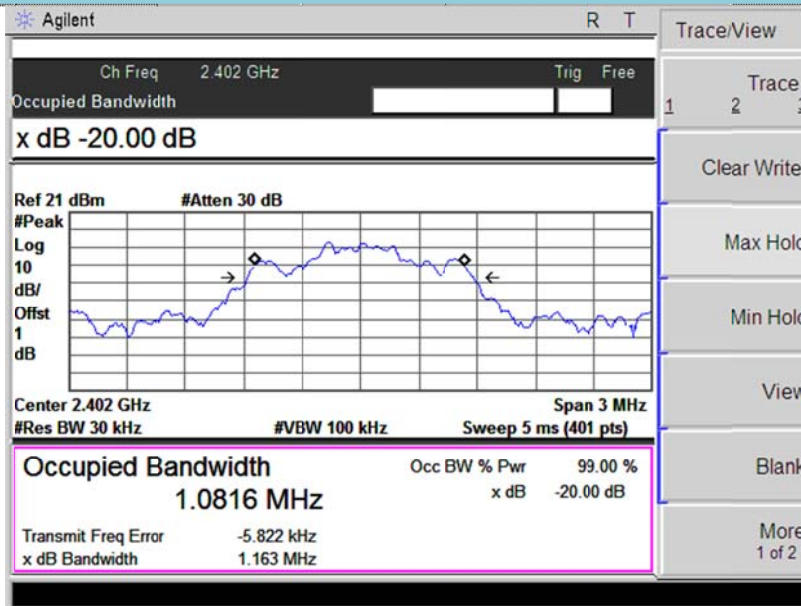 Agilent R T
Ch Freq 2.402 GHz Trig Free
Occupied Bandwidth
x dB -20.00 dB
Ref 21 dBm #Atten 30 dB
#Peak
Log
10
dB/
Offst
1
dB
Center 2.402 GHz Span 3 MHz
#Res BW 30 kHz #VBW 100 kHz Sweep 5 ms (401 pts)
Occupied Bandwidth
1.0816 MHz
Occ BW % Pwr 99.00 %
x dB -20.00 dB
Transmit Freq Error -5.822 kHz
x dB Bandwidth 1.163 MHz
Trace/View
Trace
1 2
Clear Write
Max Hold
Min Hold
View
Blank
More
1 of 2